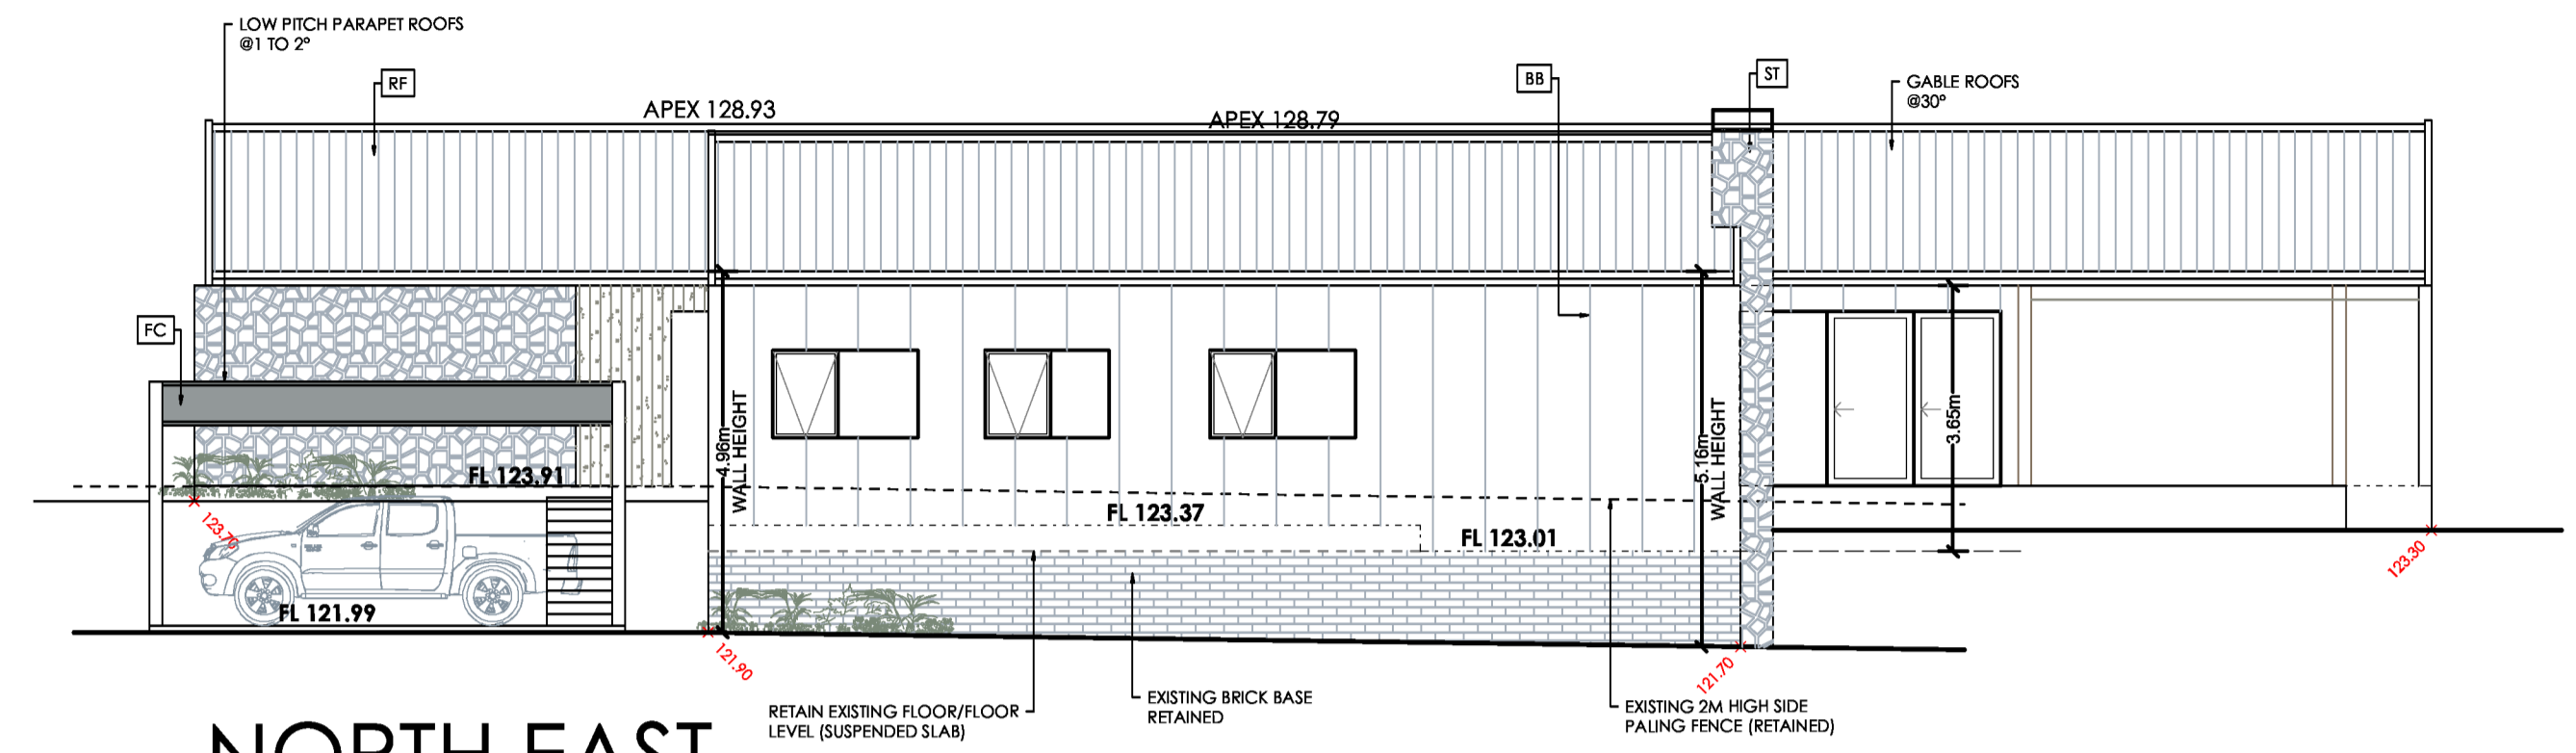 LOW PITCH PARAPET ROOFS
@1 TO 2°
RF
APEX 128.93
APEX 128.79
BB
ST
GABLE ROOFS
@30°
FC
4.96m
WALL HEIGHT
5.16m
WALL HEIGHT
3.65m
FL 123.91
FL 123.37
FL 123.01
123.70
FL 121.99
121.90
121.70
123.30
RETAIN EXISTING FLOOR/FLOOR
LEVEL (SUSPENDED SLAB)
EXISTING BRICK BASE
RETAINED
EXISTING 2M HIGH SIDE
PALING FENCE (RETAINED)
NORTH EAST